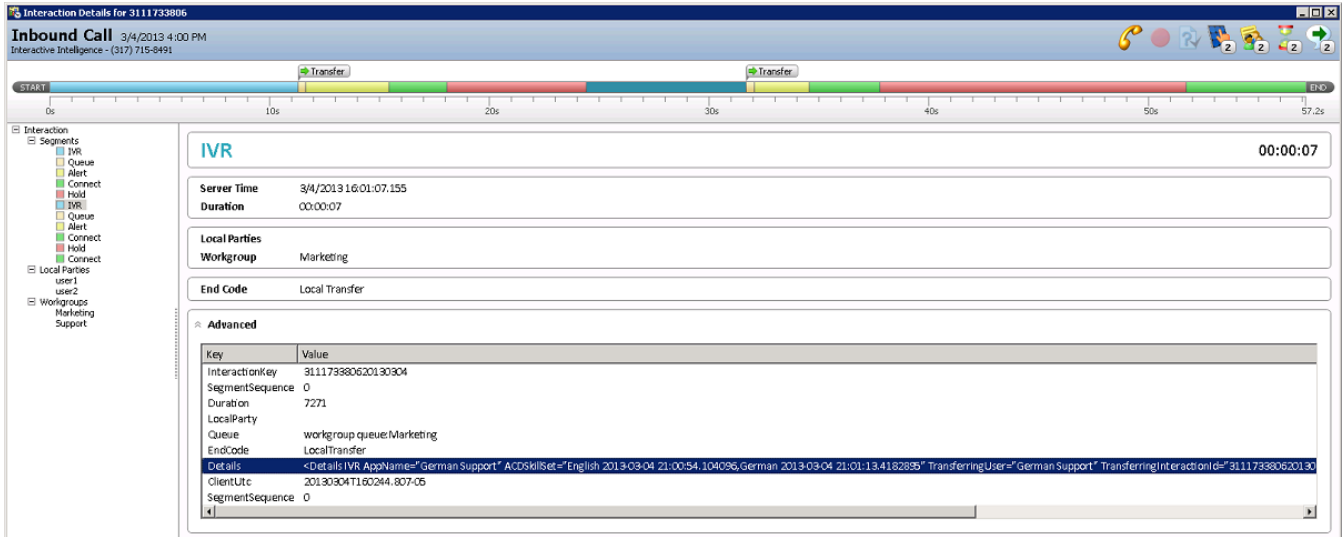 Interaction Details for 3111733806
Inbound Call 3/4/2013 4:00 PM
Interactive Intelligence - (317) 715-8491
2 2 2 2
Transfer Transfer
START END
0s 10s 20s 30s 40s 50s 57.2s
Interaction
Segments
IVR
Queue
Alert
Connect
Hold
IVR
Queue
Alert
Connect
Hold
Connect
Local Parties
user1
user2
Workgroups
Marketing
Support
IVR 00:00:07
Server Time 3/4/2013 16:01:07.155
Duration 00:00:07
Local Parties
Workgroup Marketing
End Code Local Transfer
Advanced
Key Value
InteractionKey 311173380620130304
SegmentSequence 0
Duration 7271
LocalParty
Queue workgroup queue:Marketing
EndCode LocalTransfer
Details <Details IVR AppName="German Support" ACDSkillSet="English 2013-03-04 21:00:54.104096,German 2013-03-04 21:01:13.4182895" TransferringUser="German Support" TransferringInteractionId="311173380620130
ClientUtc 20130304T160244.807-05
SegmentSequence 0